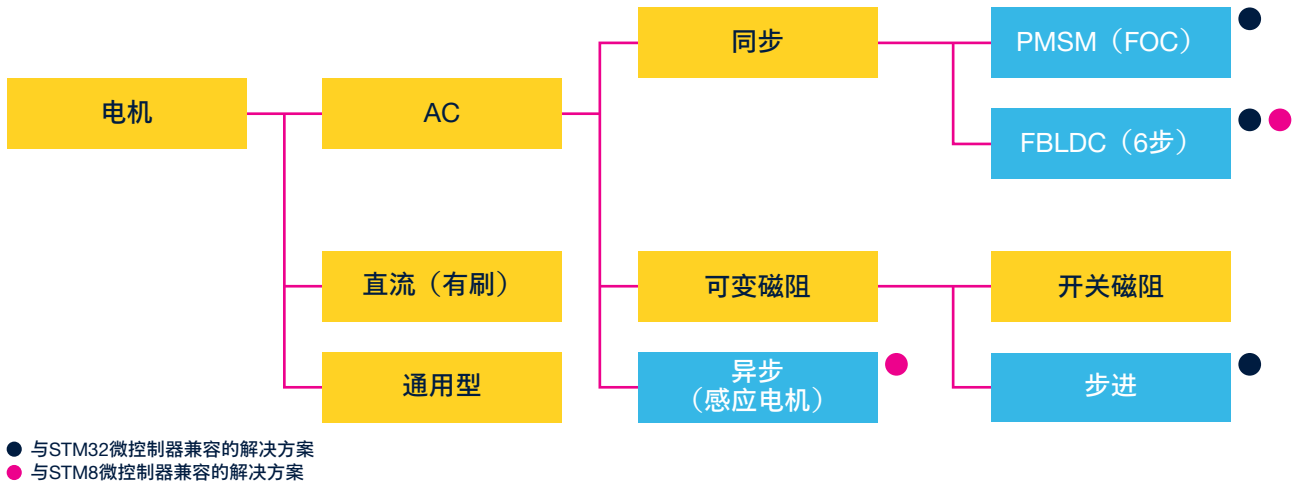 同步
PMSM（FOC）
电机
AC
FBLDC（6步）
直流（有刷）
可变磁阻
开关磁阻
通用型
异步
（感应电机）
步进
与STM32微控制器兼容的解决方案
与STM8微控制器兼容的解决方案